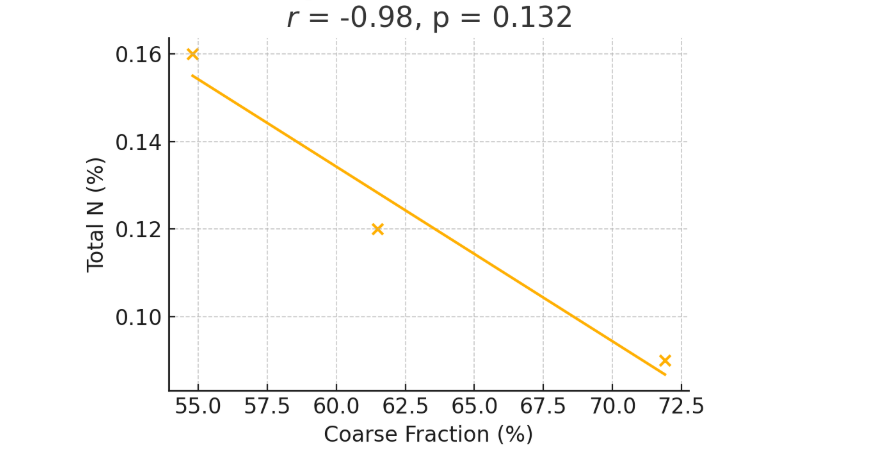 r = -0.98, p = 0.132
0.16
0.14
0.12
0.10
Total N (%)
55.0 57.5 60.0 62.5 65.0 67.5 70.0 72.5
Coarse Fraction (%)